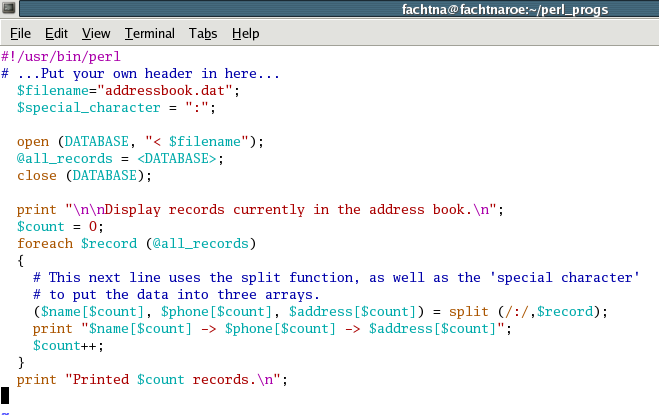 fachtna@fachtnaroe:~/perl_progs
File Edit View Terminal Tabs Help
#!/usr/bin/perl
# ...Put your own header in here...
  $filename="addressbook.dat";
  $special_character = ":";

  open (DATABASE, "< $filename");
  @all_records = <DATABASE>;
  close (DATABASE);

  print "\n\nDisplay records currently in the address book.\n";
  $count = 0;
  foreach $record (@all_records)
  {
    # This next line uses the split function, as well as the 'special character'
    # to put the data into three arrays.
    ($name[$count], $phone[$count], $address[$count]) = split (/:/,$record);
    print "$name[$count] -> $phone[$count] -> $address[$count]";
    $count++;
  }
  print "Printed $count records.\n";
~